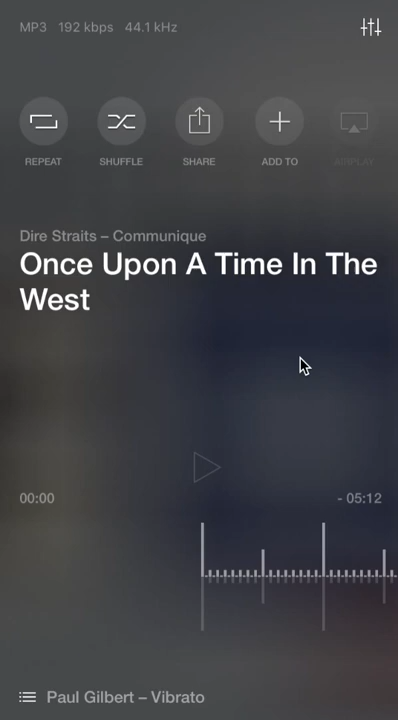 MP3 192 kbps 44.1 kHz
REPEAT SHUFFLE SHARE ADD TO AIRPLAY
Dire Straits – Communique
Once Upon A Time In The
West
00:00 - 05:12
Paul Gilbert – Vibrato